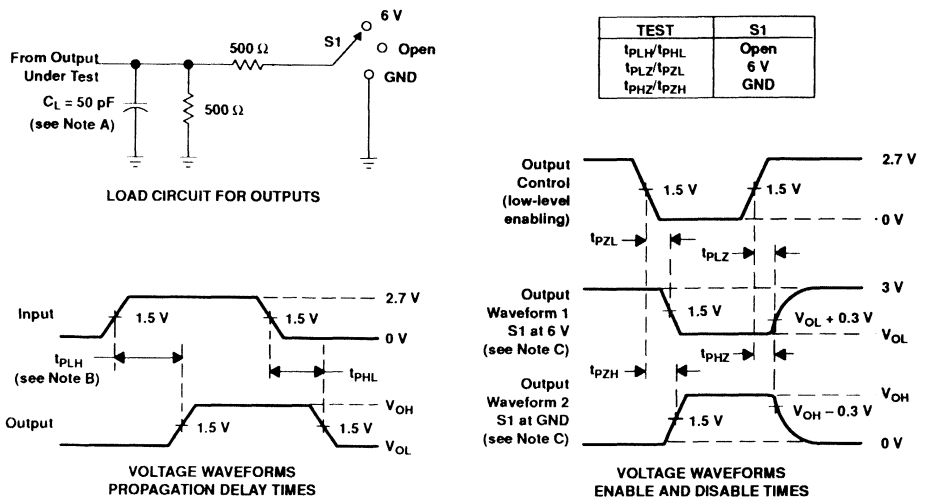 6 V
S1
Open
GND
500 Ω
From Output
Under Test
C_L = 50 pF
(see Note A)
500 Ω
LOAD CIRCUIT FOR OUTPUTS
TEST S1
t_PLH/t_PHL Open
t_PLZ/t_PZL 6 V
t_PHZ/t_PZH GND
Input
2.7 V
1.5 V
1.5 V
0 V
t_PLH
(see Note B)
t_PHL
Output
V_OH
1.5 V
1.5 V
V_OL
VOLTAGE WAVEFORMS
PROPAGATION DELAY TIMES
Output
Control
(low-level
enabling)
2.7 V
1.5 V
1.5 V
0 V
t_PZL
t_PLZ
Output
Waveform 1
S1 at 6 V
(see Note C)
3 V
1.5 V
V_OL + 0.3 V
V_OL
t_PZH
t_PHZ
Output
Waveform 2
S1 at GND
(see Note C)
V_OH
1.5 V
V_OH − 0.3 V
0 V
VOLTAGE WAVEFORMS
ENABLE AND DISABLE TIMES